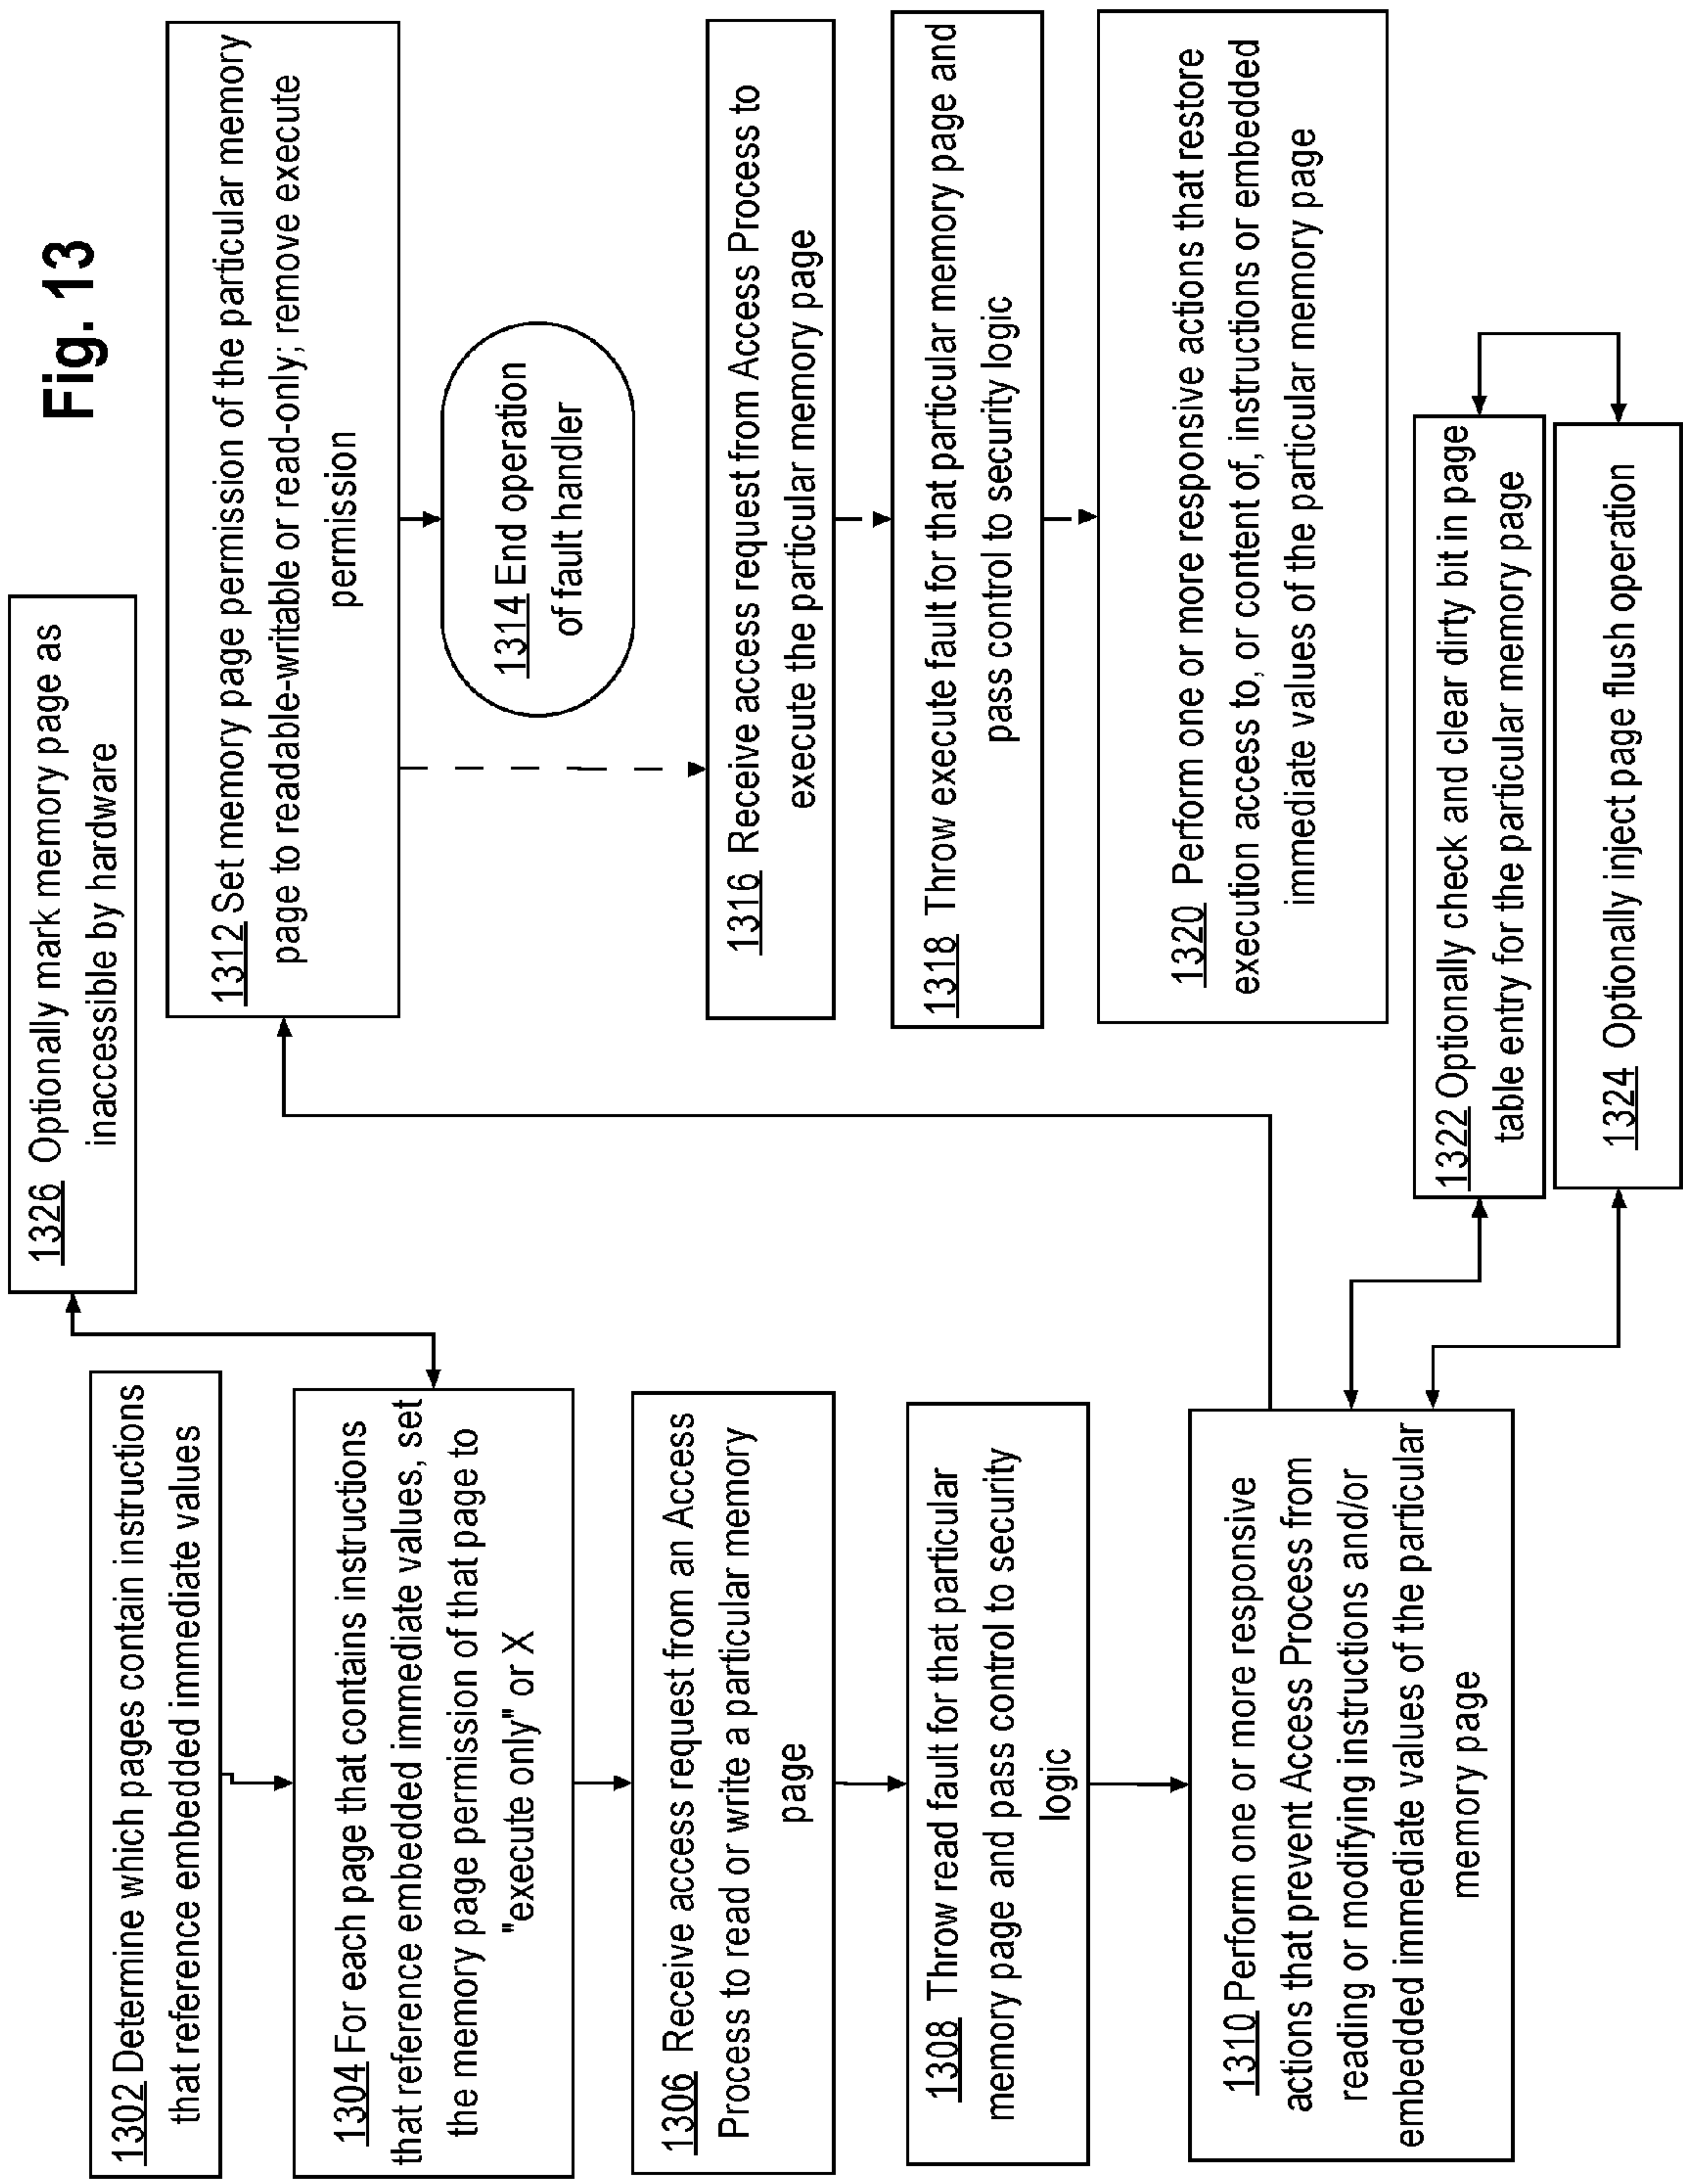 Fig. 13
1302 Determine which pages contain instructions
that reference embedded immediate values
1304 For each page that contains instructions
that reference embedded immediate values, set
the memory page permission of that page to
"execute only" or X
1306 Receive access request from an Access
Process to read or write a particular memory
page
1308 Throw read fault for that particular
memory page and pass control to security
logic
1310 Perform one or more responsive
actions that prevent Access Process from
reading or modifying instructions and/or
embedded immediate values of the particular
memory page
1326 Optionally mark memory page as
inaccessible by hardware
1312 Set memory page permission of the particular memory
page to readable-writable or read-only; remove execute
permission
1314 End operation
of fault handler
1316 Receive access request from Access Process to
execute the particular memory page
1318 Throw execute fault for that particular memory page and
pass control to security logic
1320 Perform one or more responsive actions that restore
execution access to, or content of, instructions or embedded
immediate values of the particular memory page
1322 Optionally check and clear dirty bit in page
table entry for the particular memory page
1324 Optionally inject page flush operation